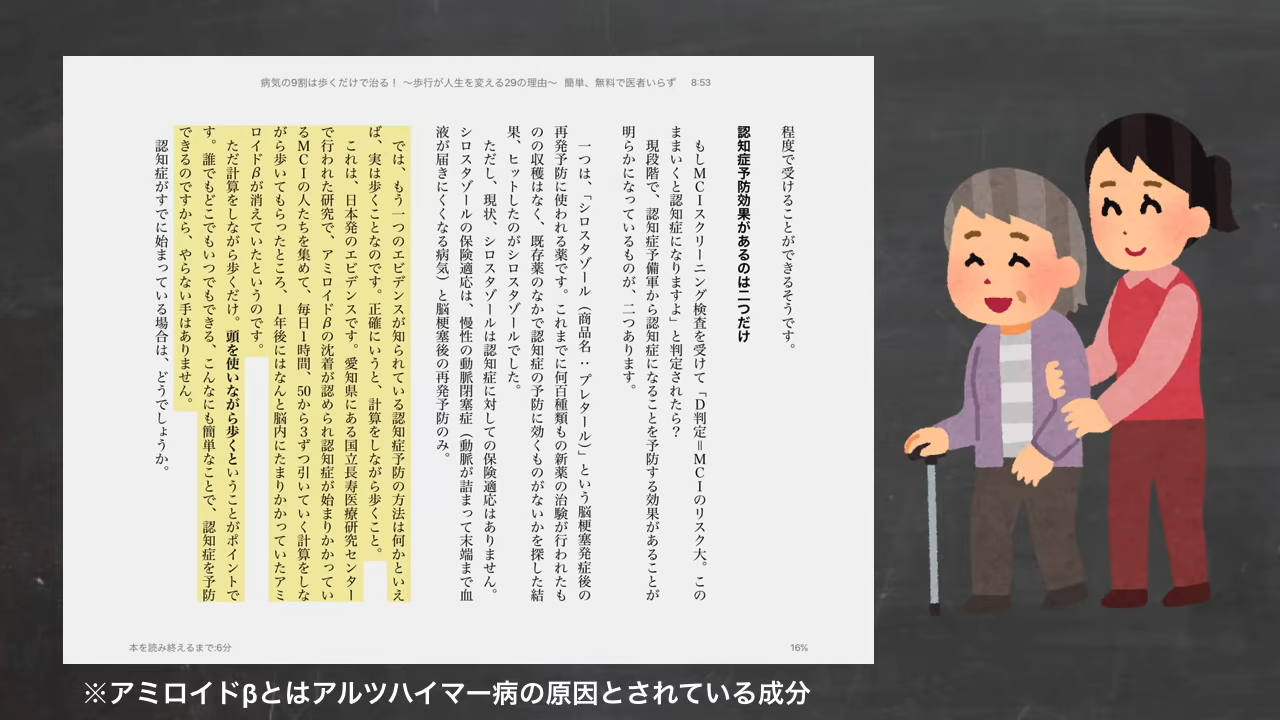 病気の9割は歩くだけで治る！ 〜歩行が人生を変える29の理由〜 簡単、無料で医者いらず 8:53
程度で受けることができるそうです。
認知症予防効果があるのは二つだけ
もしMCIスクリーニング検査を受けて「D判定＝MCIのリスク大。この
ままいくと認知症になりますよ」と判定されたら？
現段階で、認知症予備軍から認知症になることを予防する効果があることが
明らかになっているものが、二つあります。
一つは、「シロスタゾール（商品名：プレタール）」という脳梗塞発症後の
再発予防に使われる薬です。これまでに何百種類もの新薬の治験が行われたも
のの収穫はなく、既存薬のなかで認知症の予防に効くものがないかを探した結
果、ヒットしたのがシロスタゾールでした。
ただし、現状、シロスタゾールは認知症に対しての保険適応はありません。
シロスタゾールの保険適応は、慢性の動脈閉塞症（動脈が詰まって末端まで血
液が届きにくくなる病気）と脳梗塞後の再発予防のみ。
では、もう一つのエビデンスが知られている認知症予防の方法は何かといえ
ば、実は歩くことなのです。正確にいうと、計算をしながら歩くこと。
これは、日本発のエビデンスです。愛知県にある国立長寿医療研究センター
で行われた研究で、アミロイドβの沈着が認められ認知症が始まりかかってい
るMCIの人たちを集めて、毎日1時間、50から3ずつ引いていく計算をしな
がら歩いてもらったところ、1年後にはなんと脳内にたまりかかっていたアミ
ロイドβが消えていたというのです。
ただ計算をしながら歩くだけ。頭を使いながら歩くということがポイントで
す。誰でもどこでもいつでもできる、こんなにも簡単なことで、認知症を予防
できるのですから、やらない手はありません。
認知症がすでに始まっている場合は、どうでしょうか。
本を読み終えるまで:6分
16%
※アミロイドβとはアルツハイマー病の原因とされている成分